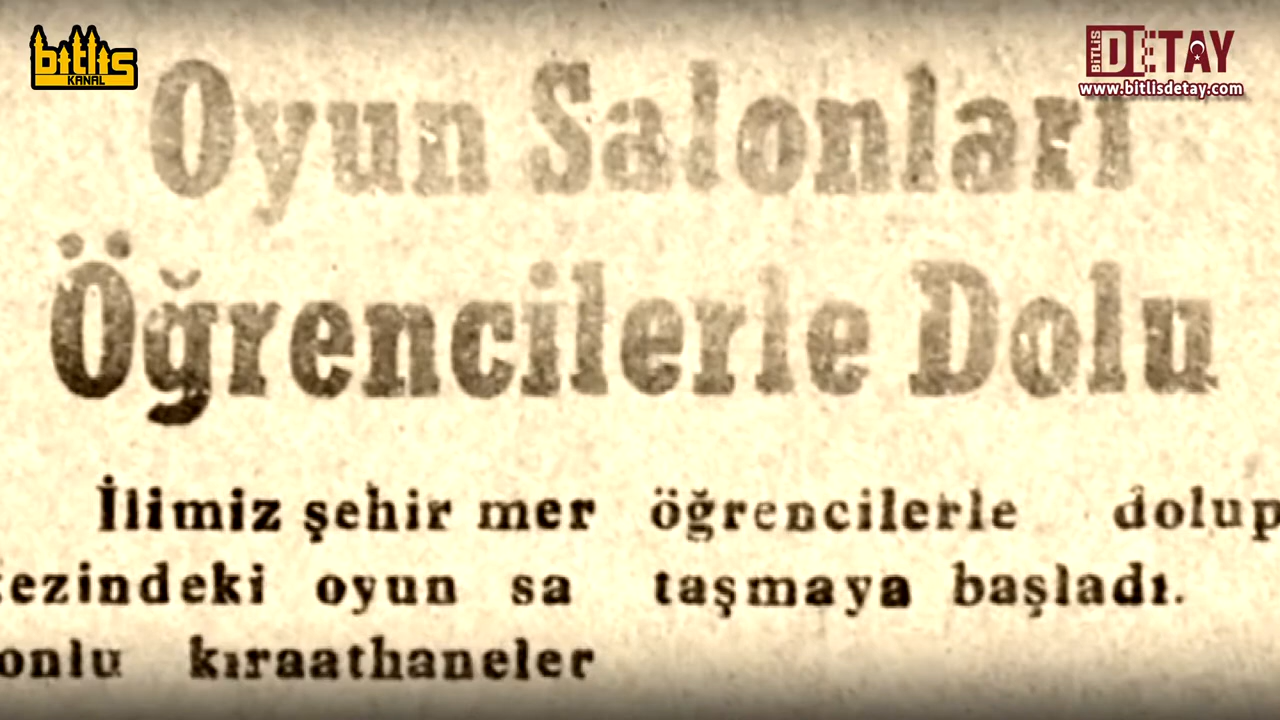 bitlis
KANAL
BİTLİS DETAY
www.bitlisdetay.com
Oyun Salonları
Öğrencilerle Dolu
İlimiz şehir mer
ezindeki oyun sa
onlu kıraathaneler
öğrencilerle dolup
taşmaya başladı.